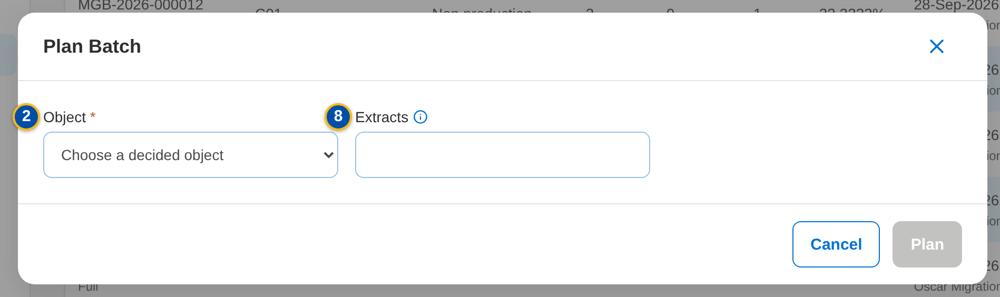 MGB-2026-000012
28-Sep-2026
Plan Batch
2 Object * 8 Extracts
Choose a decided object
Cancel Plan
Full Oscar Migration